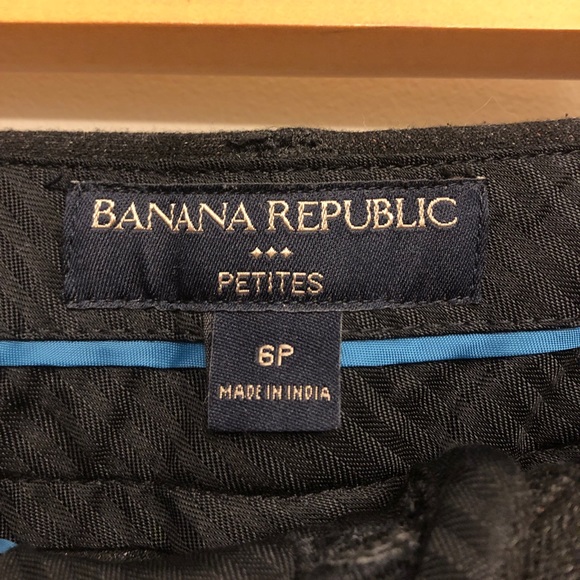 BANANA REPUBLIC
PETITES
6P
MADE IN INDIA